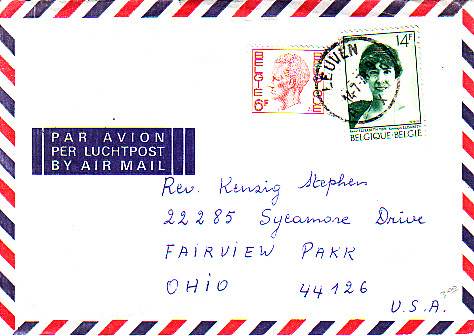 BELGIE BELGIQUE
6F
LEUVEN
14F
BELGIQUE·BELGIE
PAR AVION
PER LUCHTPOST
BY AIR MAIL
Rev. Kenzig Stephen
22285 Sycamore Drive
FAIRVIEW PARK
OHIO 44126
U.S.A.